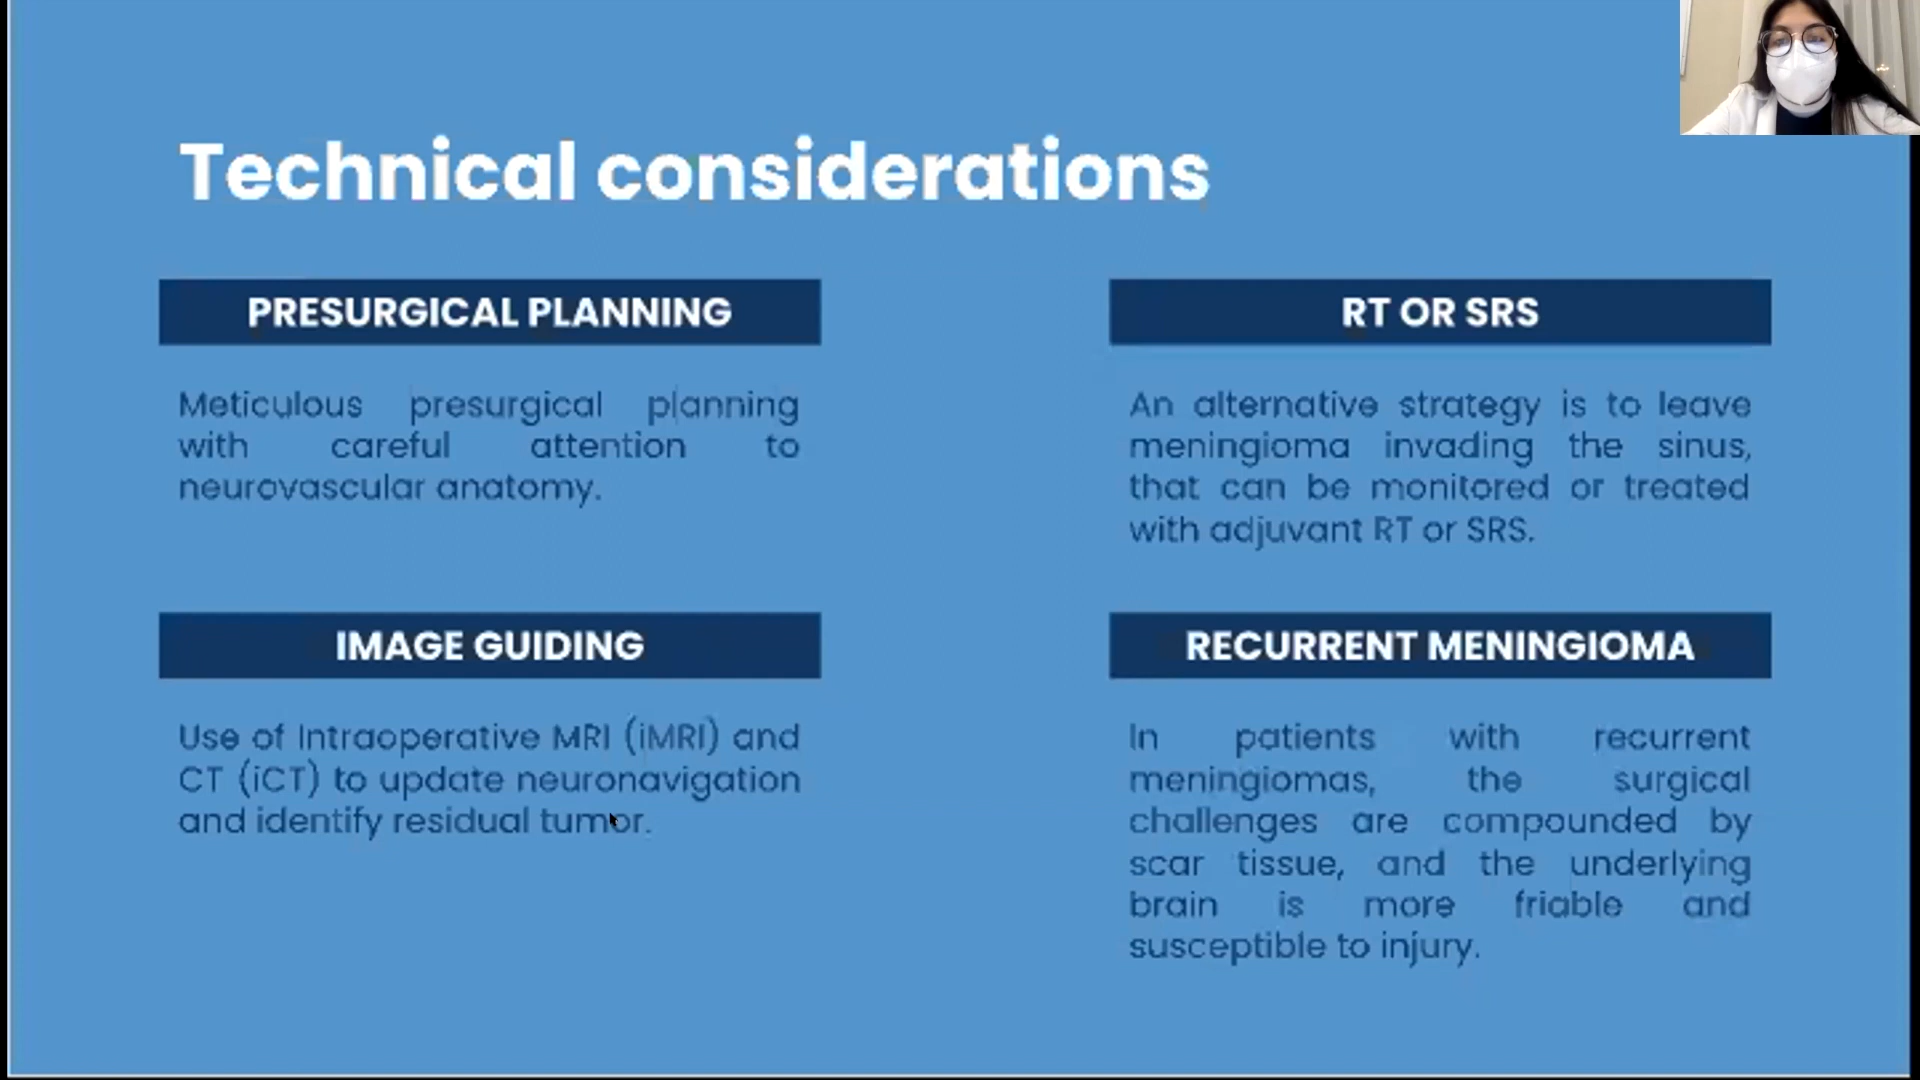 Technical considerations
PRESURGICAL PLANNING
Meticulous presurgical planning
with careful attention to
neurovascular anatomy.
RT OR SRS
An alternative strategy is to leave
meningioma invading the sinus,
that can be monitored or treated
with adjuvant RT or SRS.
IMAGE GUIDING
Use of Intraoperative MRI (iMRI) and
CT (iCT) to update neuronavigation
and identify residual tumor.
RECURRENT MENINGIOMA
In patients with recurrent
meningiomas, the surgical
challenges are compounded by
scar tissue, and the underlying
brain is more friable and
susceptible to injury.